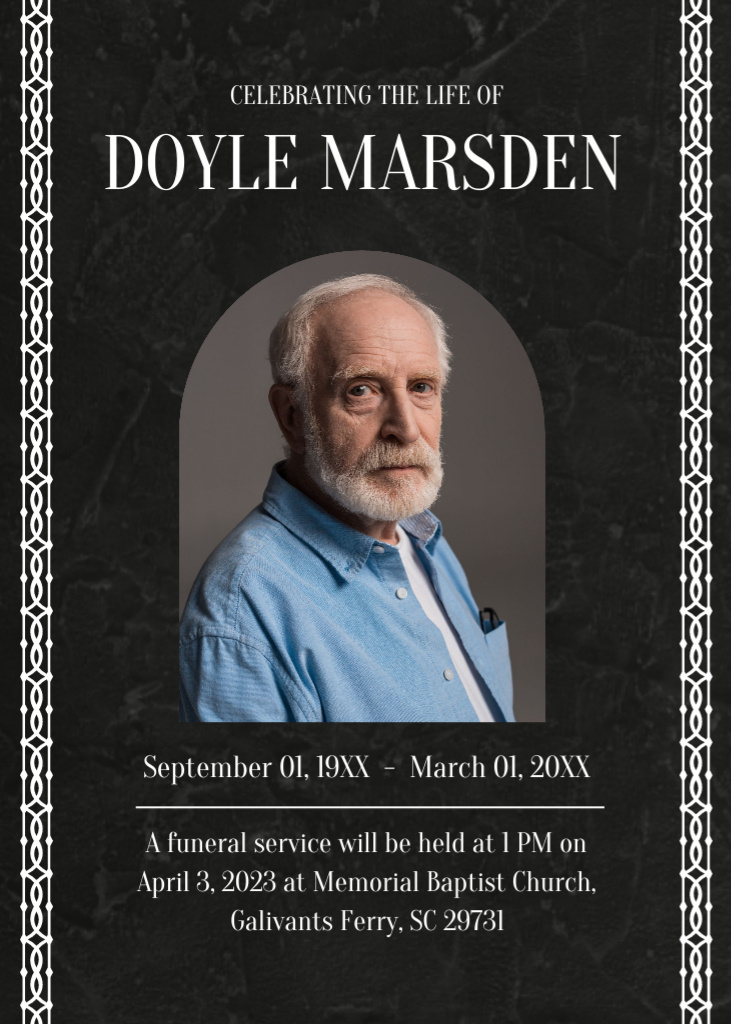 CELEBRATING THE LIFE OF
DOYLE MARSDEN
September 01, 19XX – March 01, 20XX
A funeral service will be held at 1 PM on
April 3, 2023 at Memorial Baptist Church,
Galivants Ferry, SC 29731